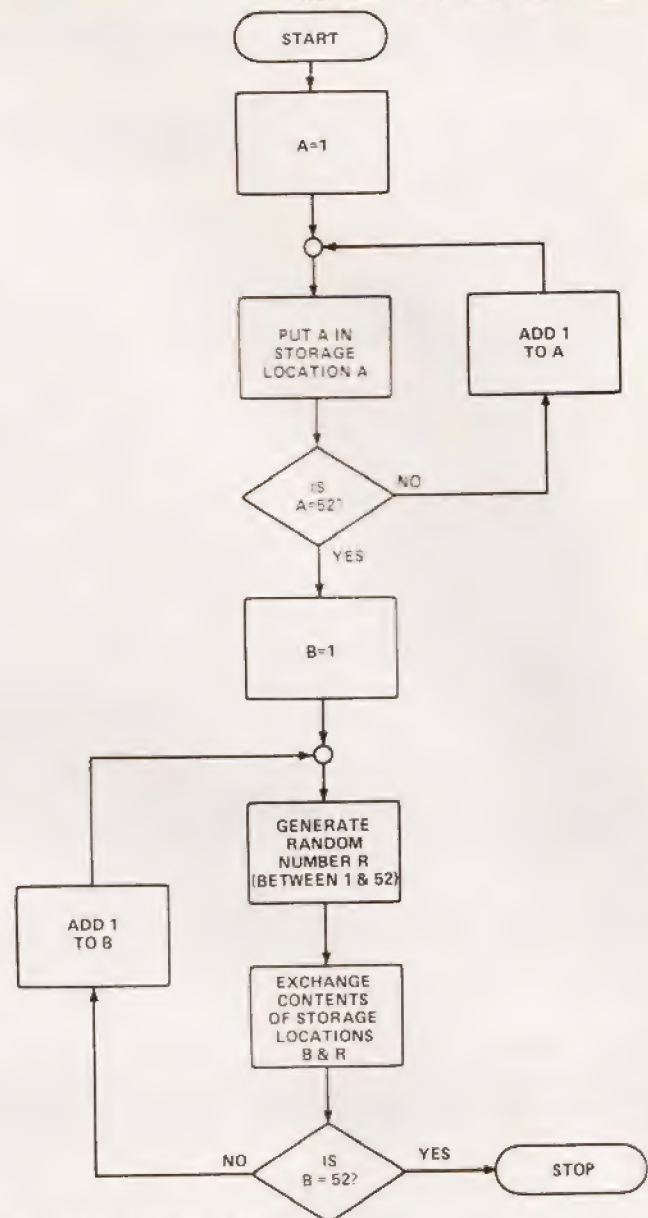 START
A=1
PUT A IN
STORAGE
LOCATION A
ADD 1
TO A
IS
A=52?
NO
YES
B=1
GENERATE
RANDOM
NUMBER R
(BETWEEN 1 & 52)
ADD 1
TO B
EXCHANGE
CONTENTS
OF STORAGE
LOCATIONS
B & R
NO
IS
B = 52?
YES
STOP